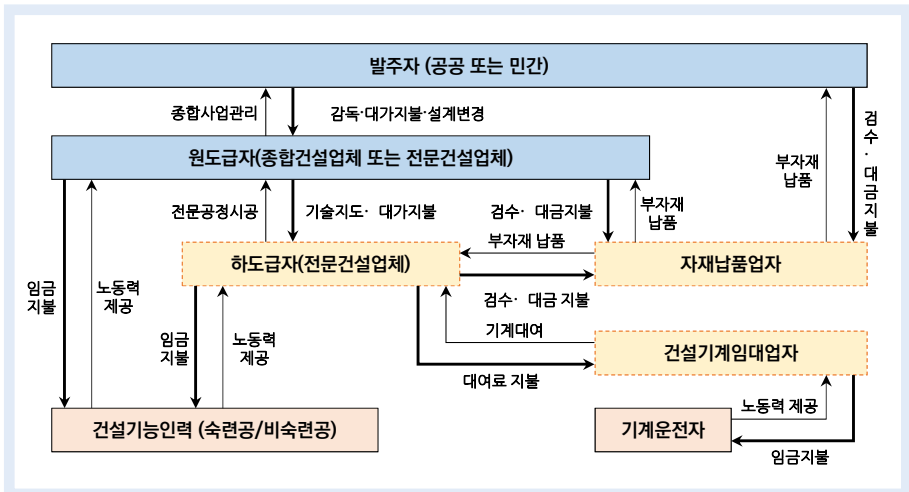 발주자 (공공 또는 민간)
종합사업관리
감독·대가지불·설계변경
검수·대금지불
부자재
납품
원도급자(종합건설업체 또는 전문건설업체)
전문공정시공
기술지도· 대가지불
검수· 대금지불
부자재
납품
부자재 납품
하도급자(전문건설업체)
자재납품업자
임금
지불
노동력
제공
검수· 대금 지불
임금
지불
노동력
제공
기계대여
건설기계임대업자
대여료 지불
노동력 제공
건설기능인력 (숙련공/비숙련공)
기계운전자
임금지불